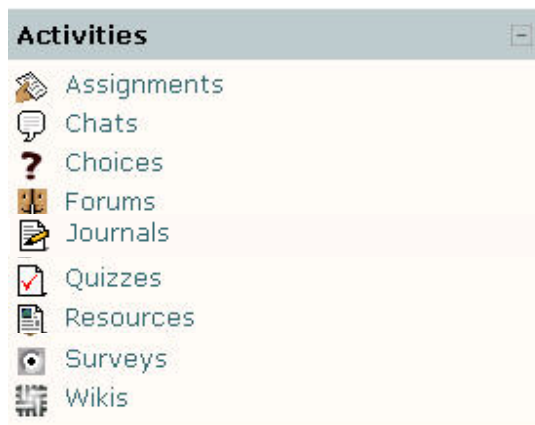 Activities
Assignments
Chats
Choices
Forums
Journals
Quizzes
Resources
Surveys
Wikis